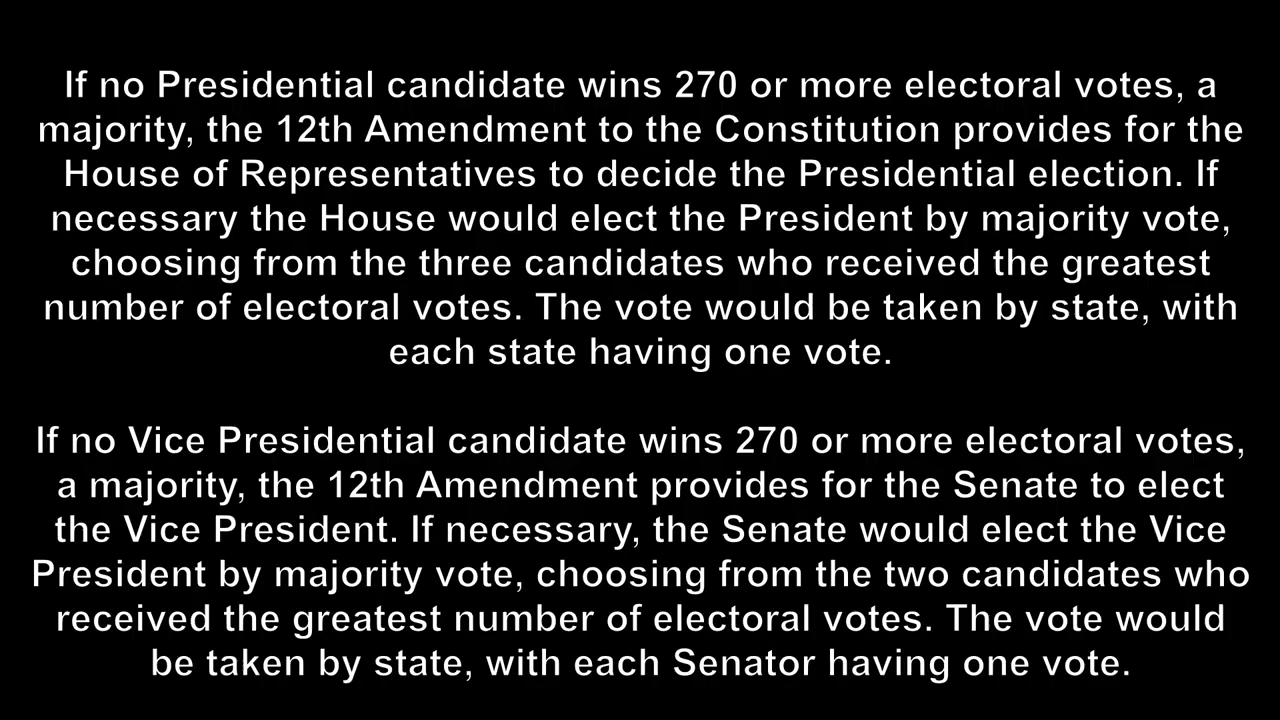 If no Presidential candidate wins 270 or more electoral votes, a
majority, the 12th Amendment to the Constitution provides for the
House of Representatives to decide the Presidential election. If
necessary the House would elect the President by majority vote,
choosing from the three candidates who received the greatest
number of electoral votes. The vote would be taken by state, with
each state having one vote.
If no Vice Presidential candidate wins 270 or more electoral votes,
a majority, the 12th Amendment provides for the Senate to elect
the Vice President. If necessary, the Senate would elect the Vice
President by majority vote, choosing from the two candidates who
received the greatest number of electoral votes. The vote would
be taken by state, with each Senator having one vote.